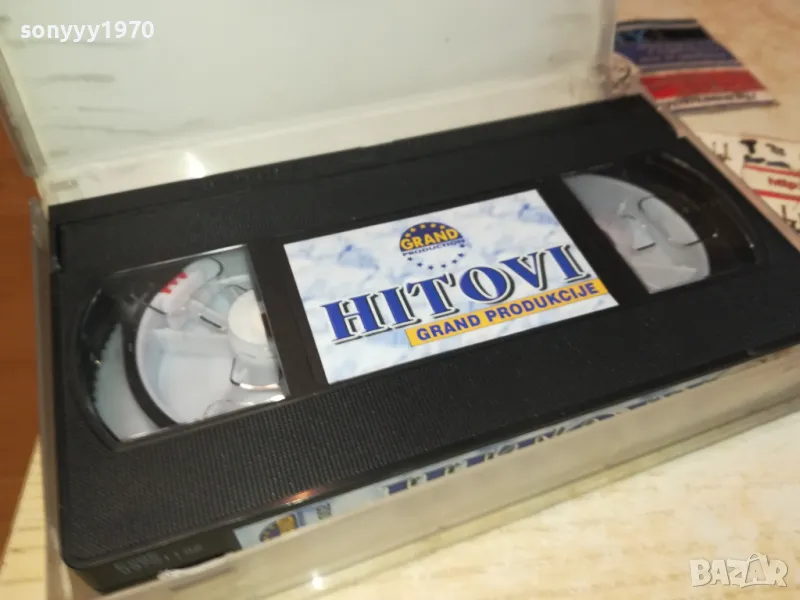 sonyyy1970
GRAND
PRODUCTION
HITOVI
GRAND PRODUKCIJE
BAZAR